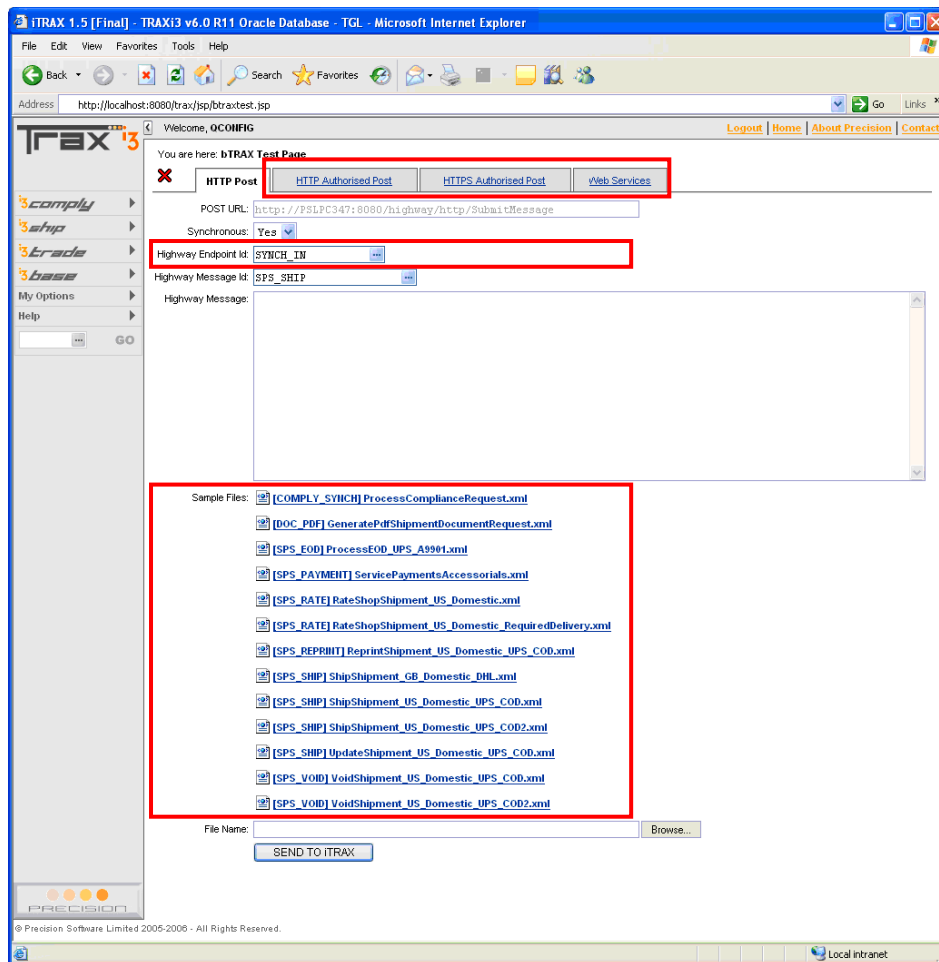 iTRAX 1.5 [Final] - TRAXi3 v6.0 R11 Oracle Database - TGL - Microsoft Internet Explorer
File Edit View Favorites Tools Help
Back Search Favorites
Address http://localhost:8080/trax/jsp/btraxtest.jsp Go Links
Trax i3
Welcome, QCONFIG Logout | Home | About Precision | Contact
You are here: bTRAX Test Page
HTTP Post HTTP Authorised Post HTTPS Authorised Post Web Services
i3comply
i3ship
i3trade
i3base
My Options
Help
GO
POST URL: http://PSLPC347:8080/highway/http/SubmitMessage
Synchronous: Yes
Highway Endpoint Id: SYNCH_IN
Highway Message Id: SPS_SHIP
Highway Message:
Sample Files: [COMPLY_SYNCH] ProcessComplianceRequest.xml
[DOC_PDF] GeneratePdfShipmentDocumentRequest.xml
[SPS_EOD] ProcessEOD_UPS_A9901.xml
[SPS_PAYMENT] ServicePaymentsAccessorials.xml
[SPS_RATE] RateShopShipment_US_Domestic.xml
[SPS_RATE] RateShopShipment_US_Domestic_RequiredDelivery.xml
[SPS_REPRINT] ReprintShipment_US_Domestic_UPS_COD.xml
[SPS_SHIP] ShipShipment_GB_Domestic_DHL.xml
[SPS_SHIP] ShipShipment_US_Domestic_UPS_COD.xml
[SPS_SHIP] ShipShipment_US_Domestic_UPS_COD2.xml
[SPS_SHIP] UpdateShipment_US_Domestic_UPS_COD.xml
[SPS_VOID] VoidShipment_US_Domestic_UPS_COD.xml
[SPS_VOID] VoidShipment_US_Domestic_UPS_COD2.xml
File Name: Browse...
SEND TO iTRAX
PRECISION
© Precision Software Limited 2005-2006 - All Rights Reserved.
Local intranet